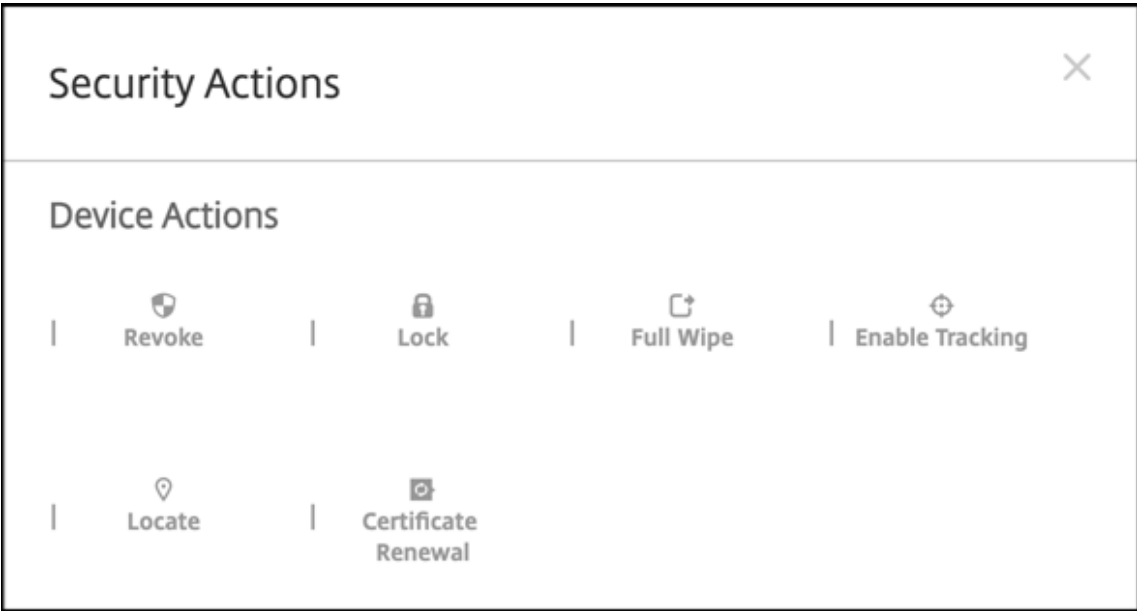 Security Actions
Device Actions
Revoke
Lock
Full Wipe
Enable Tracking
Locate
Certificate
Renewal